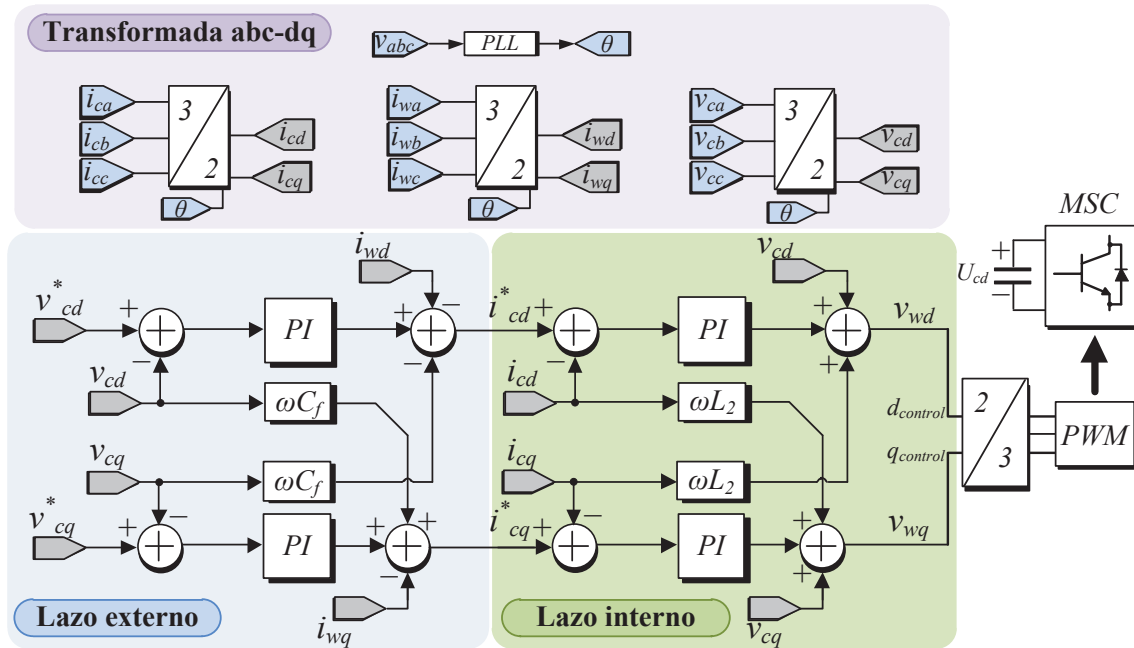 Transformada abc-dq
v_abc PLL θ
i_ca i_cb i_cc 3 2 θ i_cd i_cq
i_wa i_wb i_wc 3 2 θ i_wd i_wq
v_ca v_cb v_cc 3 2 θ v_cd v_cq
i_wd
v*_cd + − PI + − −
v_cd ωC_f
v_cq ωC_f
v*_cq + − PI + + −
i_wq
Lazo externo
v_cd
i*_cd + − PI + + +
i_cd ωL_2
i_cq ωL_2
i*_cq + − PI + + +
v_cq
Lazo interno
v_wd
d_control
q_control
v_wq
2 3
PWM
MSC
U_cd + −